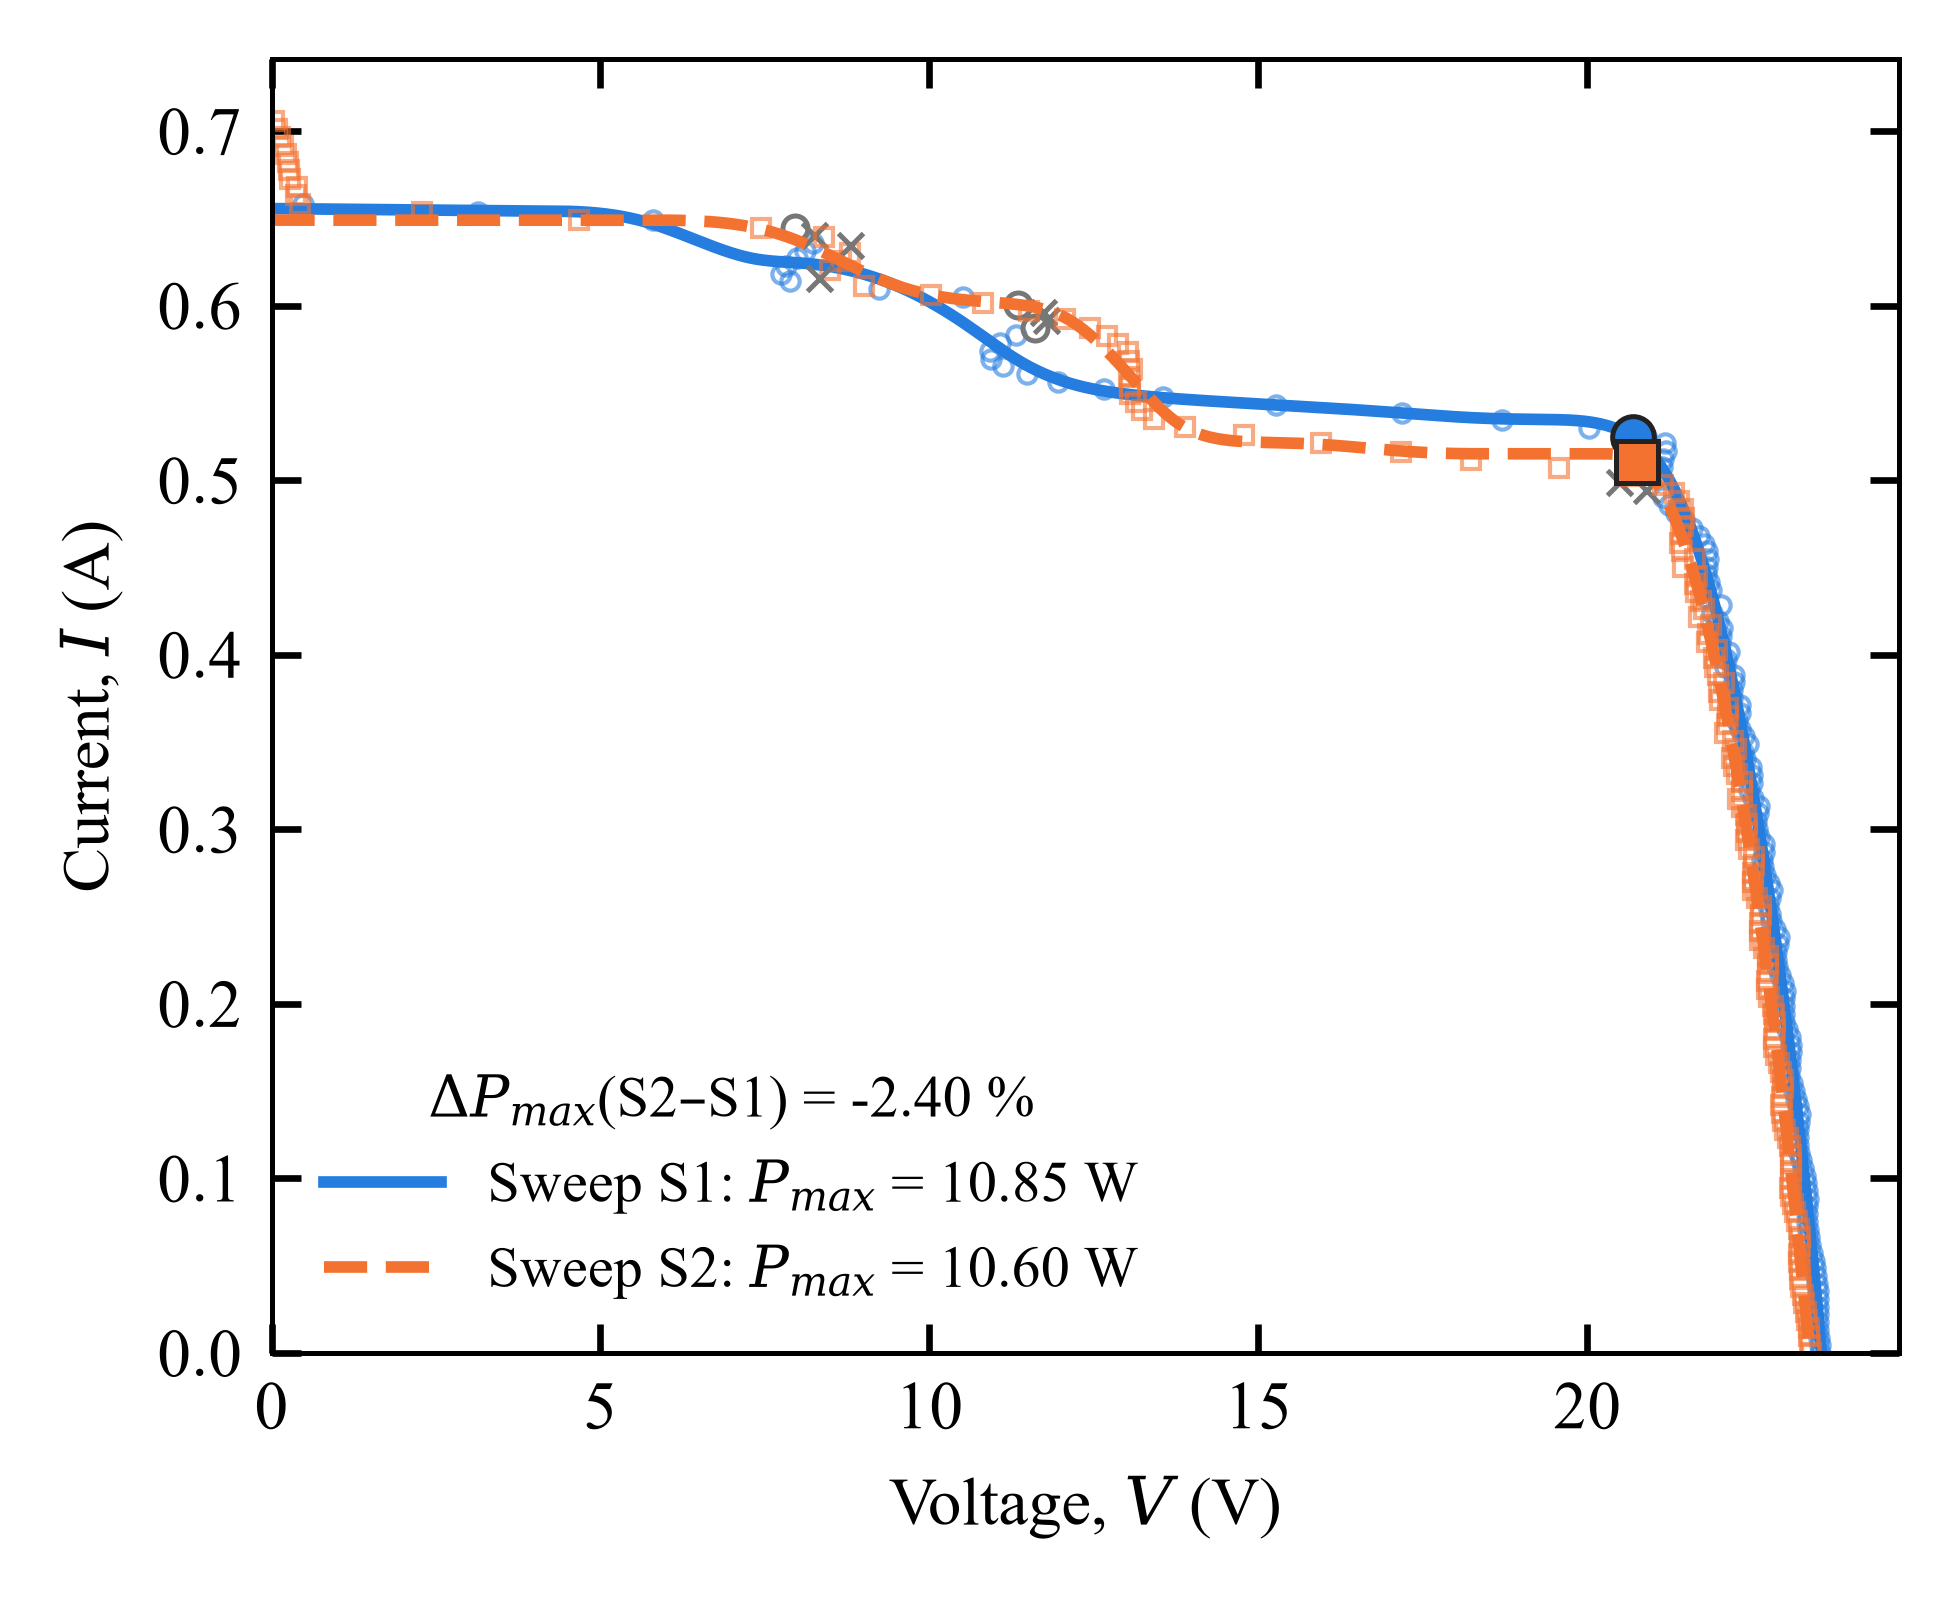 0.7
0.6
0.5
0.4
0.3
0.2
0.1
0.0
Current, I (A)
ΔPmax(S2−S1) = -2.40 %
Sweep S1: Pmax = 10.85 W
Sweep S2: Pmax = 10.60 W
0 5 10 15 20
Voltage, V (V)